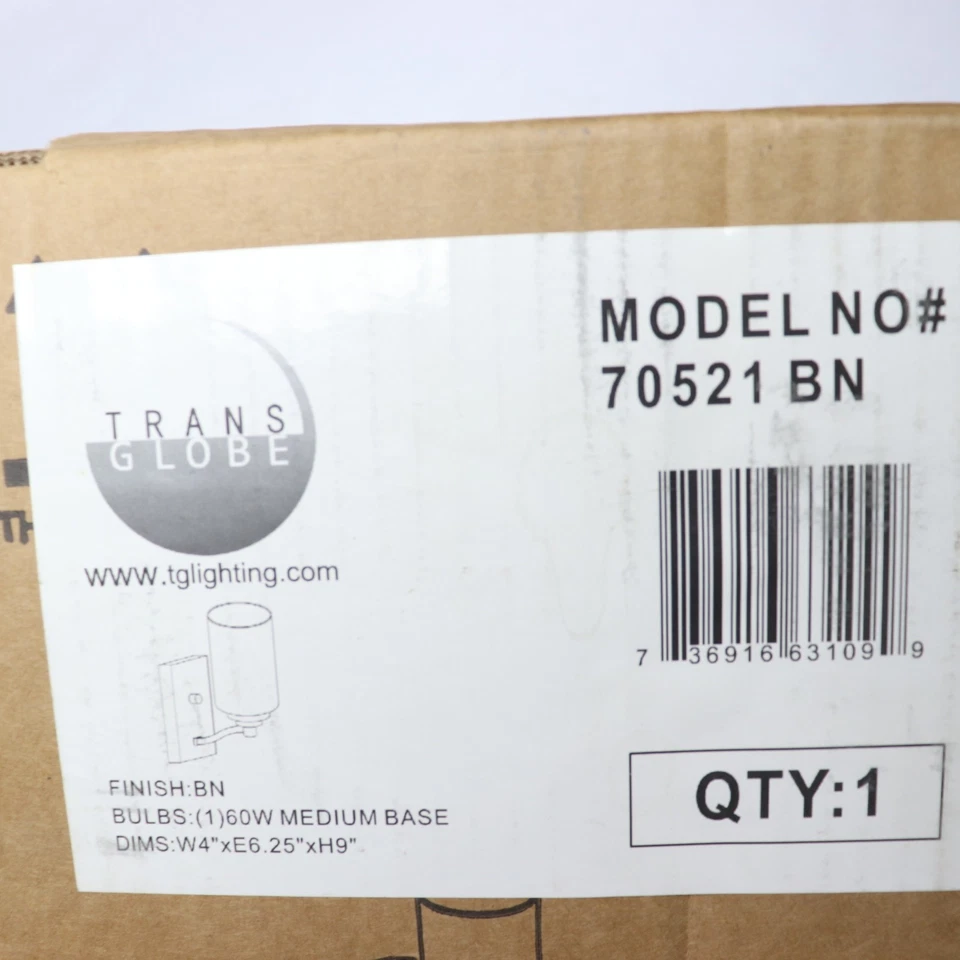 TRANS
GLOBE
www.tglighting.com
FINISH:BN
BULBS:(1)60W MEDIUM BASE
DIMS:W4"xE6.25"xH9"
MODEL NO#
70521 BN
7 36916 63109 9
QTY:1
TH